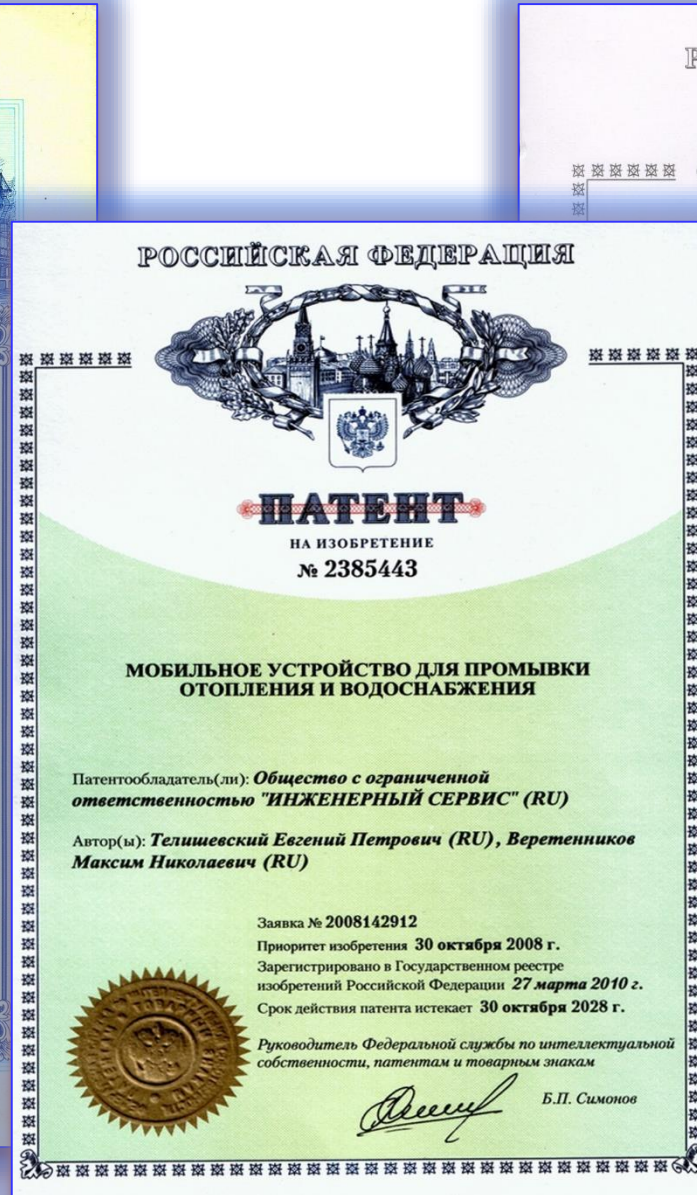 РОССИЙСКАЯ ФЕДЕРАЦИЯ
ПАТЕНТ
НА ИЗОБРЕТЕНИЕ
№ 2385443
МОБИЛЬНОЕ УСТРОЙСТВО ДЛЯ ПРОМЫВКИ
ОТОПЛЕНИЯ И ВОДОСНАБЖЕНИЯ
Патентообладатель(ли): Общество с ограниченной
ответственностью "ИНЖЕНЕРНЫЙ СЕРВИС" (RU)
Автор(ы): Телишевский Евгений Петрович (RU), Веретенников
Максим Николаевич (RU)
Заявка № 2008142912
Приоритет изобретения 30 октября 2008 г.
Зарегистрировано в Государственном реестре
изобретений Российской Федерации 27 марта 2010 г.
Срок действия патента истекает 30 октября 2028 г.
Руководитель Федеральной службы по интеллектуальной
собственности, патентам и товарным знакам
Б.П. Симонов